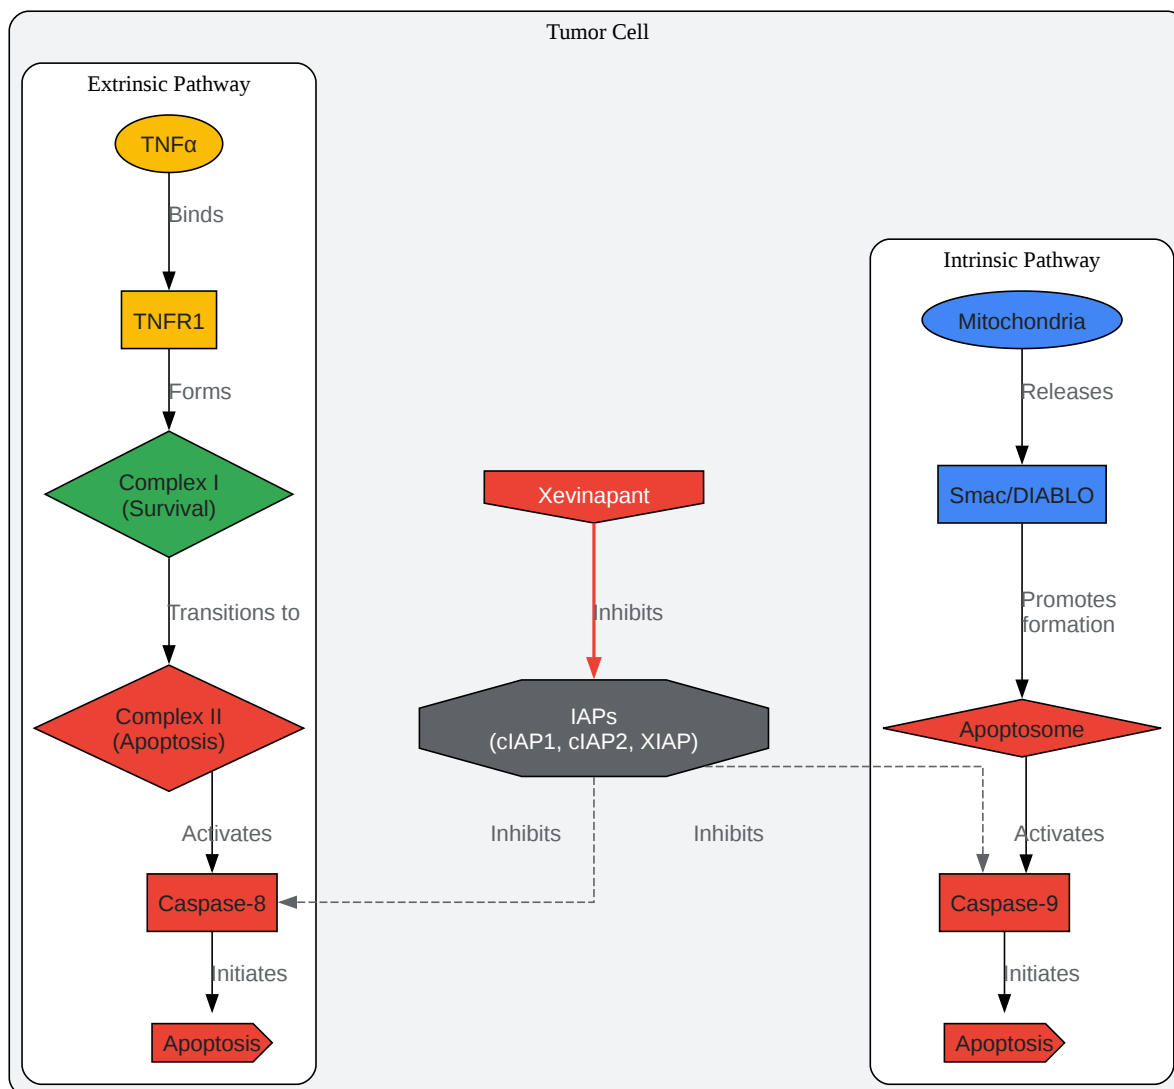 Tumor Cell
Extrinsic Pathway
TNFα
Binds
TNFR1
Forms
Complex I
(Survival)
Transitions to
Complex II
(Apoptosis)
Activates
Caspase-8
Initiates
Apoptosis
Xevinapant
Inhibits
IAPs
(cIAP1, cIAP2, XIAP)
Inhibits
Inhibits
Intrinsic Pathway
Mitochondria
Releases
Smac/DIABLO
Promotes
formation
Apoptosome
Activates
Caspase-9
Initiates
Apoptosis